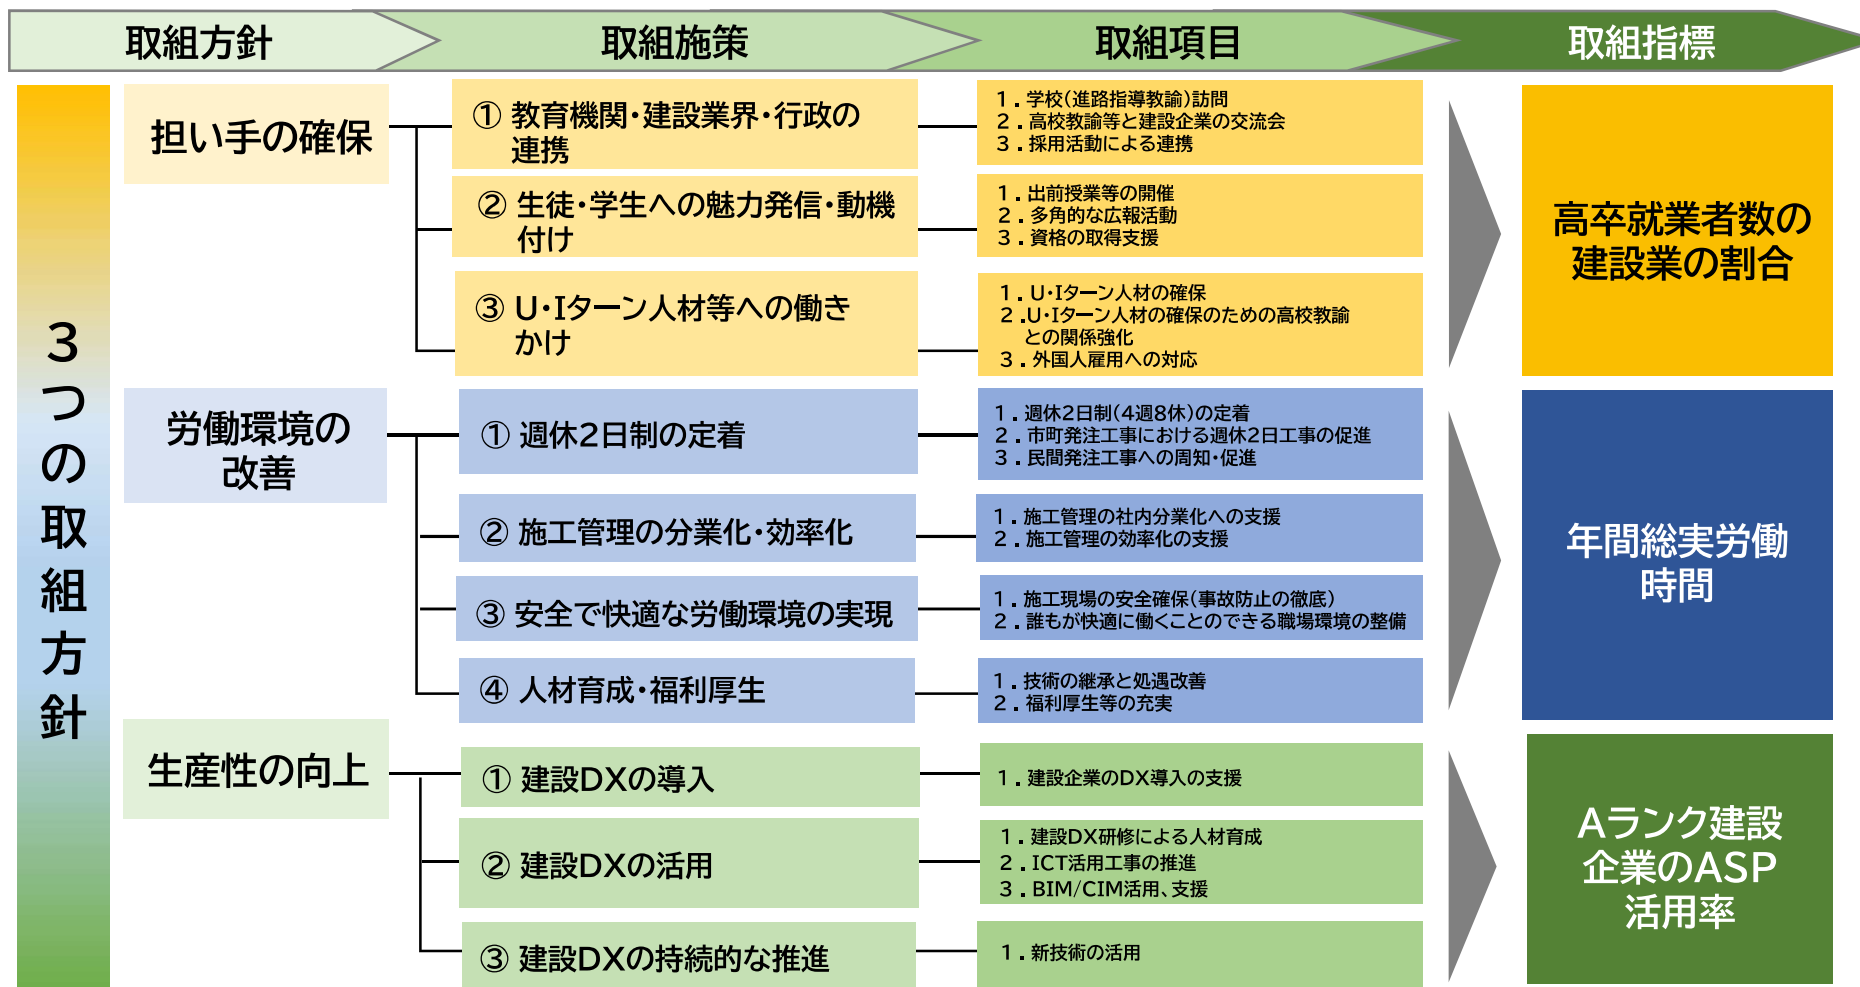 取組方針
取組施策
取組項目
取組指標
3つの取組方針
担い手の確保
① 教育機関・建設業界・行政の
連携
1．学校（進路指導教諭）訪問
2．高校教諭等と建設企業の交流会
3．採用活動による連携
② 生徒・学生への魅力発信・動機
付け
1．出前授業等の開催
2．多角的な広報活動
3．資格の取得支援
③ U・Iターン人材等への働き
かけ
1．U・Iターン人材の確保
2．U・Iターン人材の確保のための高校教諭
との関係強化
3．外国人雇用への対応
高卒就業者数の
建設業の割合
労働環境の
改善
① 週休2日制の定着
1．週休2日制（4週8休）の定着
2．市町発注工事における週休2日工事の促進
3．民間発注工事への周知・促進
② 施工管理の分業化・効率化
1．施工管理の社内分業化への支援
2．施工管理の効率化の支援
③ 安全で快適な労働環境の実現
1．施工現場の安全確保（事故防止の徹底）
2．誰もが快適に働くことのできる職場環境の整備
④ 人材育成・福利厚生
1．技術の継承と処遇改善
2．福利厚生等の充実
年間総実労働
時間
生産性の向上
① 建設DXの導入
1．建設企業のDX導入の支援
② 建設DXの活用
1．建設DX研修による人材育成
2．ICT活用工事の推進
3．BIM/CIM活用、支援
③ 建設DXの持続的な推進
1．新技術の活用
Aランク建設
企業のASP
活用率